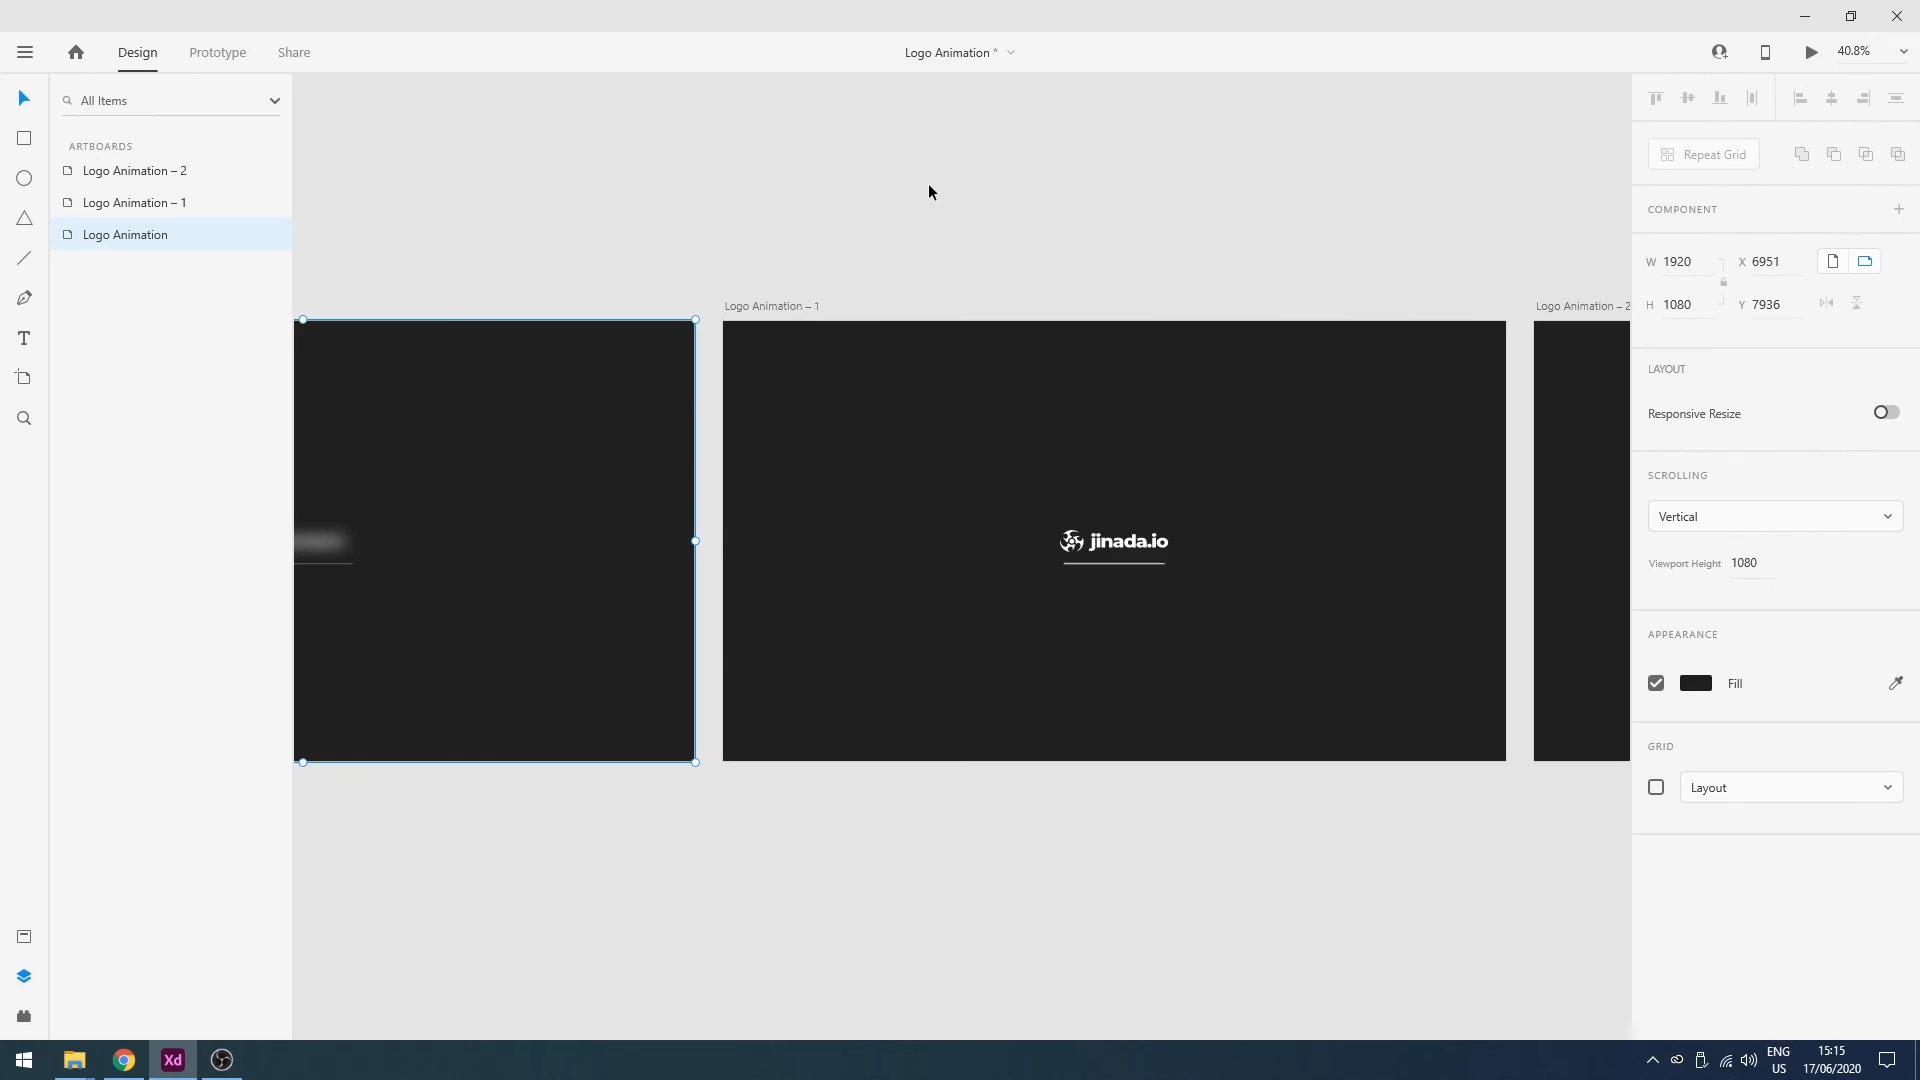 Design
Prototype
Share
Logo Animation *
40.8%
All Items
ARTBOARDS
Logo Animation – 2
Logo Animation – 1
Logo Animation
Logo Animation – 1
Logo Animation – 2
jinada.io
Repeat Grid
COMPONENT
W 1920
X 6951
H 1080
Y 7936
LAYOUT
Responsive Resize
SCROLLING
Vertical
Viewport Height 1080
APPEARANCE
Fill
GRID
Layout
T
Xd
ENG
US
15:15
17/06/2020